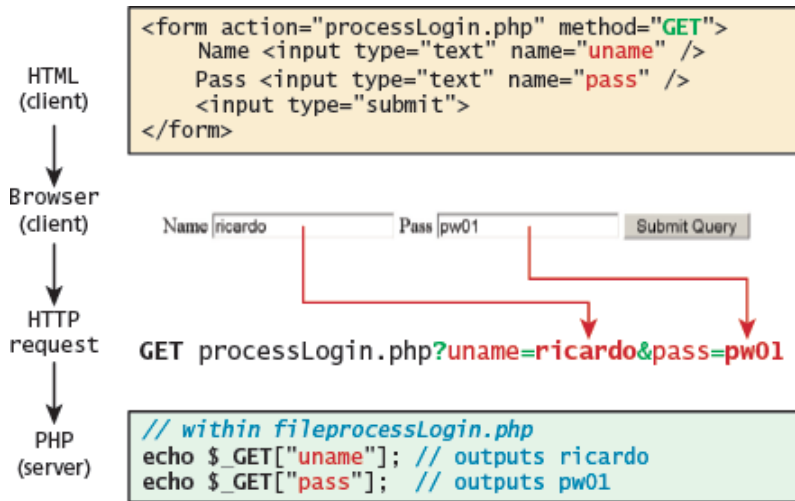 <form action="processLogin.php" method="GET">
Name <input type="text" name="uname" />
Pass <input type="text" name="pass" />
<input type="submit">
</form>
HTML
(client)
Browser
(client)
Name ricardo Pass pw01 Submit Query
HTTP
request
GET processLogin.php?uname=ricardo&pass=pw01
PHP
(server)
// within fileprocessLogin.php
echo $_GET["uname"]; // outputs ricardo
echo $_GET["pass"]; // outputs pw01